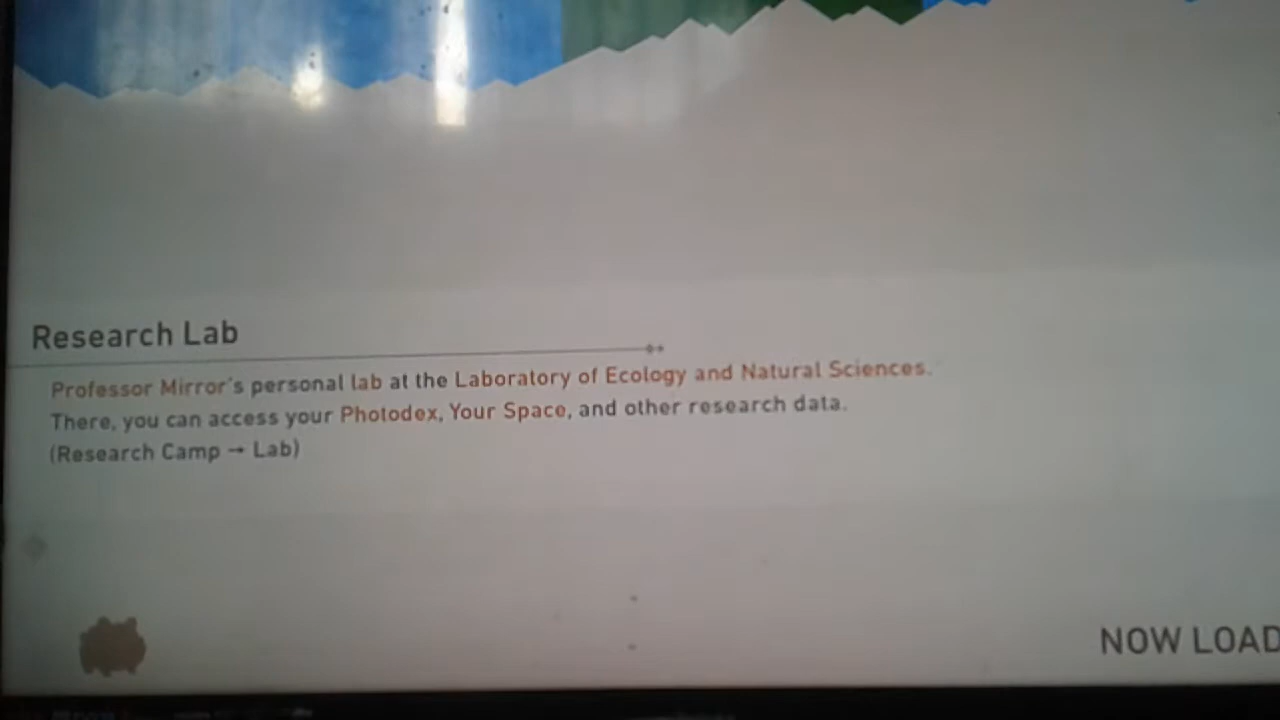 Research Lab
Professor Mirror's personal lab at the Laboratory of Ecology and Natural Sciences.
There, you can access your Photodex, Your Space, and other research data.
(Research Camp → Lab)
NOW LOAD